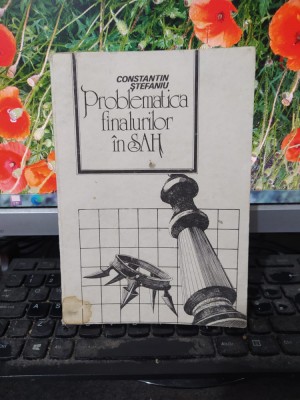 CONSTANTIN
ŞTEFANIU
Problematica
finalurilor
în ŞAH